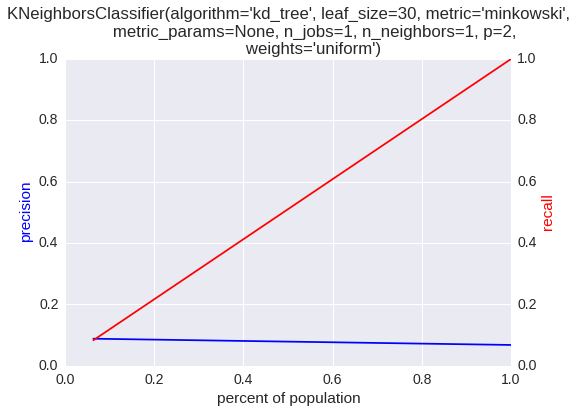 KNeighborsClassifier(algorithm='kd_tree', leaf_size=30, metric='minkowski',
metric_params=None, n_jobs=1, n_neighbors=1, p=2,
weights='uniform')
1.0
0.8
0.6
0.4
0.2
0.0
precision
1.0
0.8
0.6
0.4
0.2
0.0
recall
0.0 0.2 0.4 0.6 0.8 1.0
percent of population